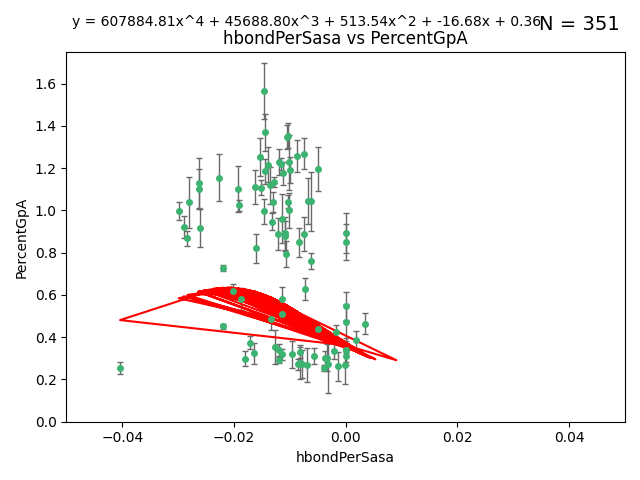 y = 607884.81x^4 + 45688.80x^3 + 513.54x^2 + -16.68x + 0.36
N = 351
hbondPerSasa vs PercentGpA
PercentGpA
1.6
1.4
1.2
1.0
0.8
0.6
0.4
0.2
0.0
−0.04 −0.02 0.00 0.02 0.04
hbondPerSasa